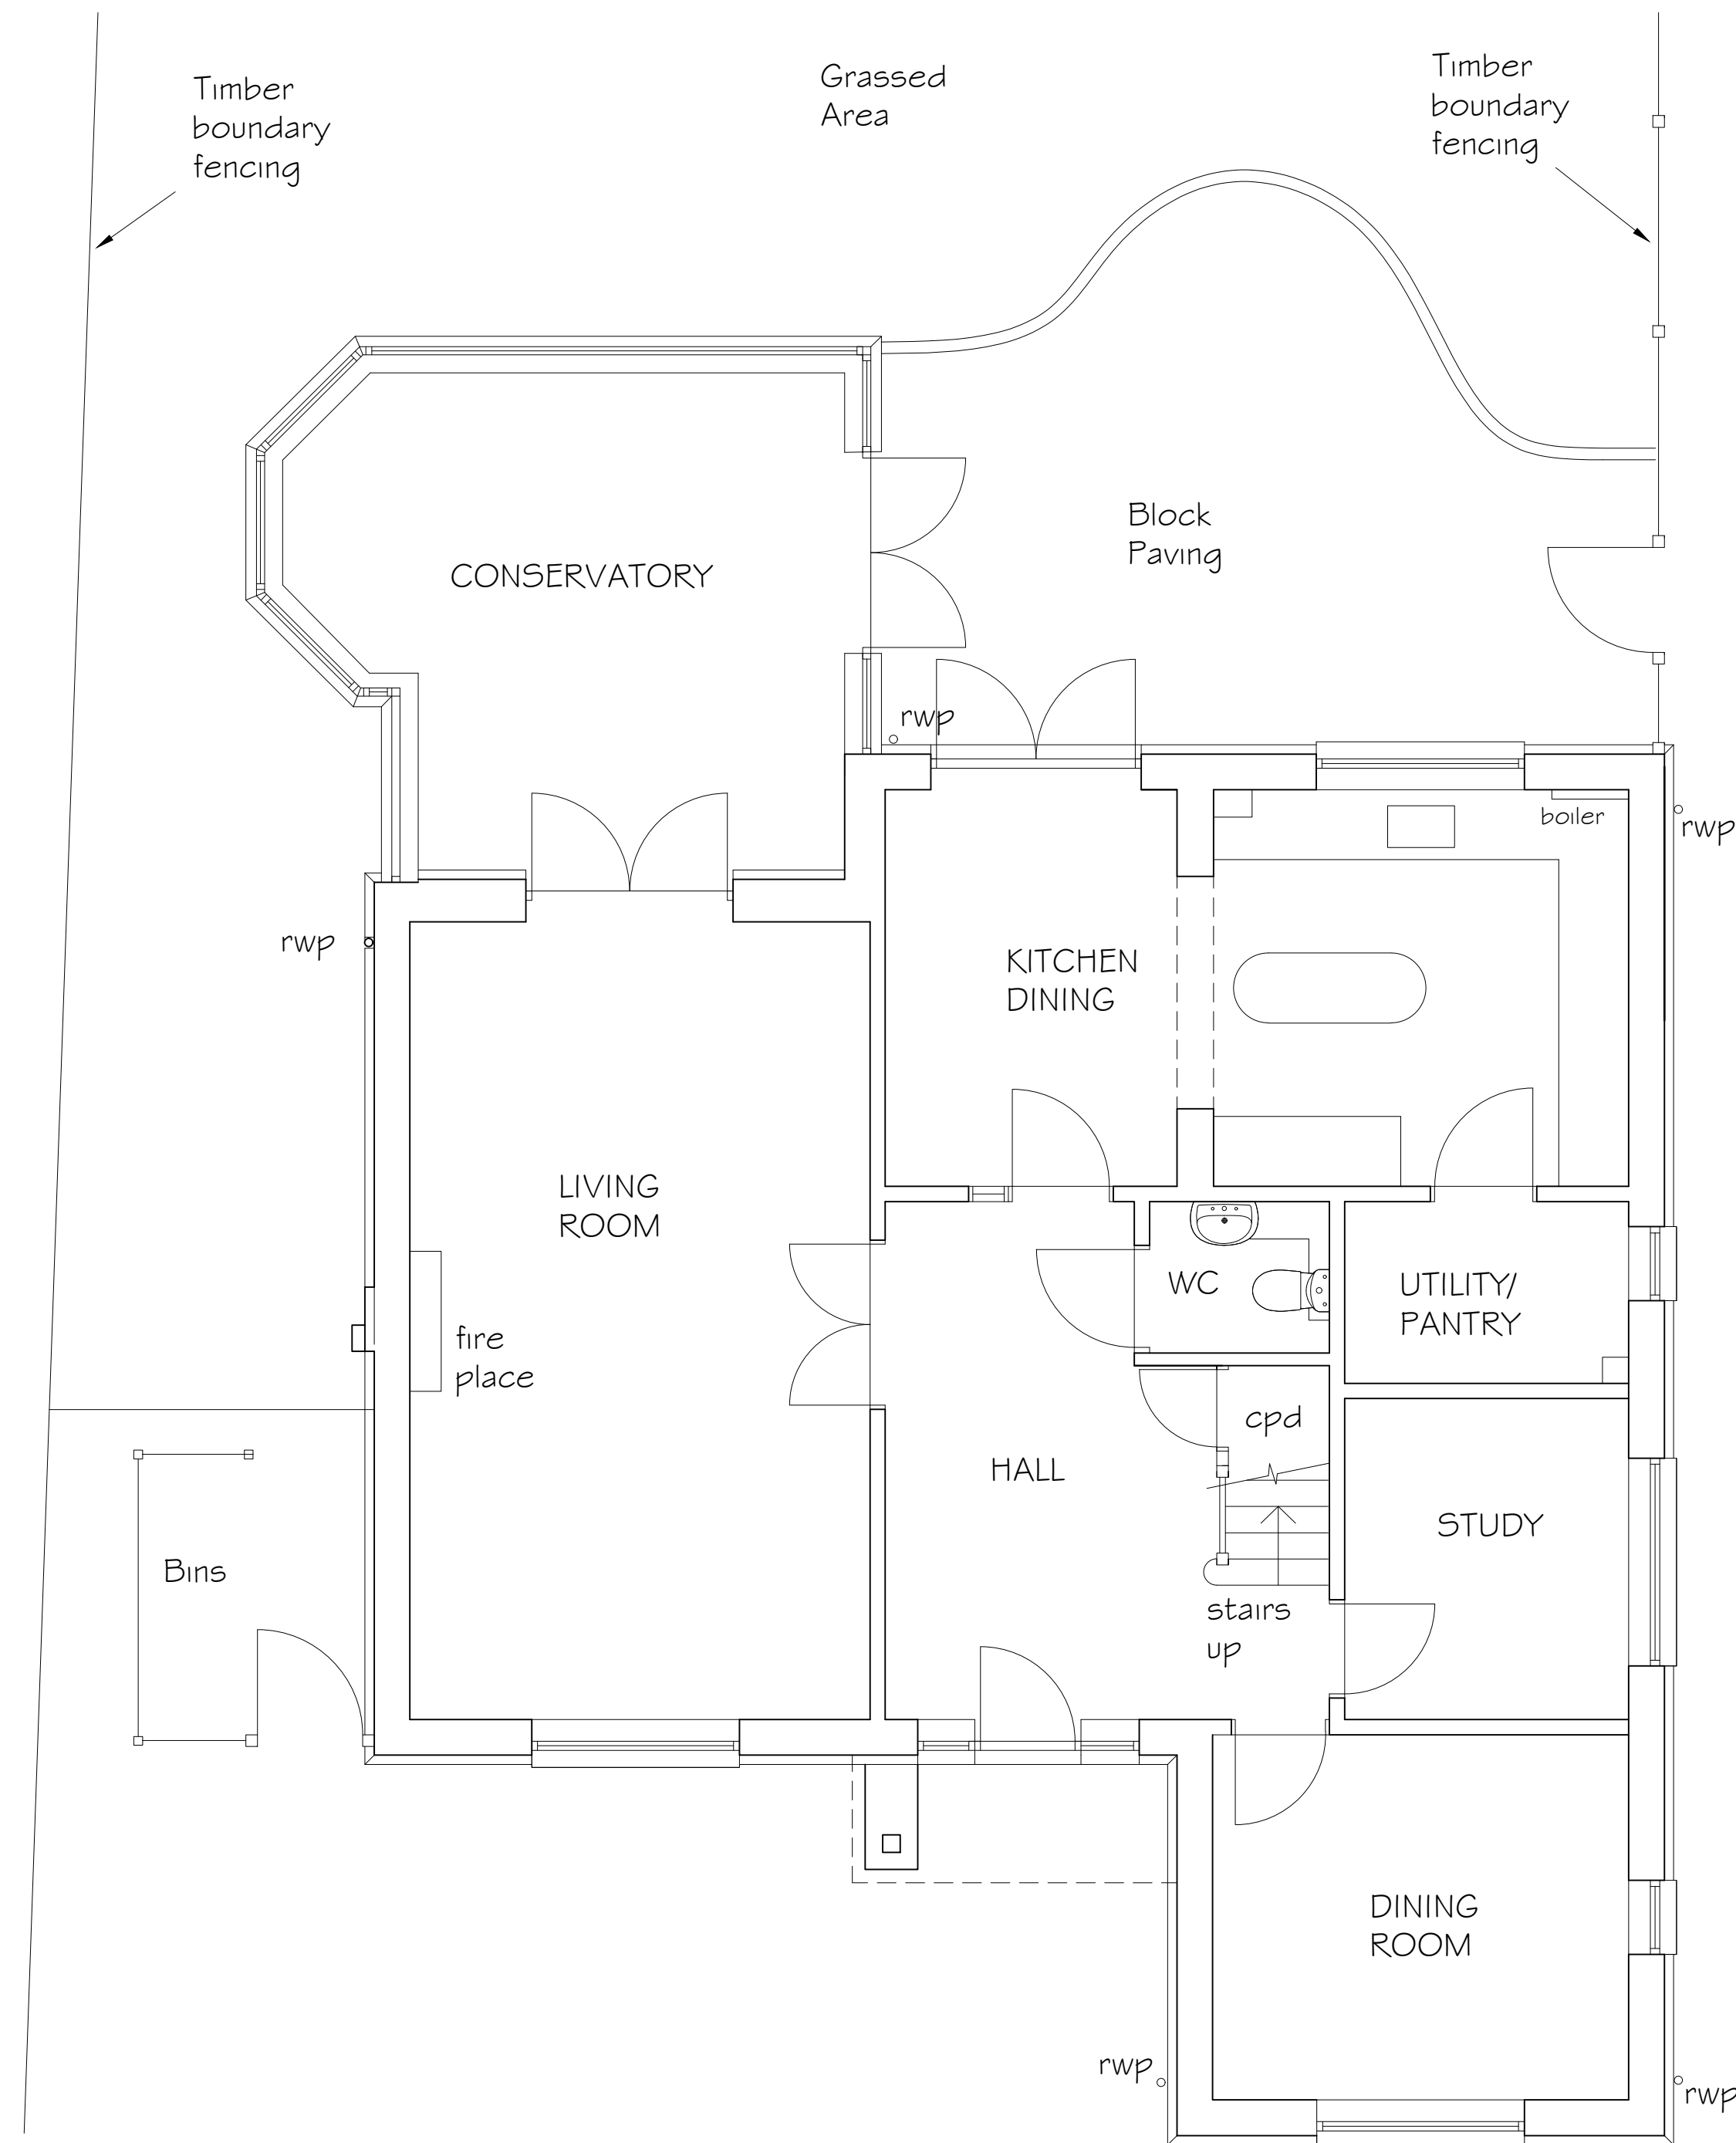 Timber
boundary
fencing
Grassed
Area
Timber
boundary
fencing
CONSERVATORY
Block
Paving
rwp
boiler
rwp
rwp
KITCHEN
DINING
LIVING
ROOM
WC
UTILITY/
PANTRY
fire
place
cpd
HALL
STUDY
Bins
stairs
up
DINING
ROOM
rwp
rwp